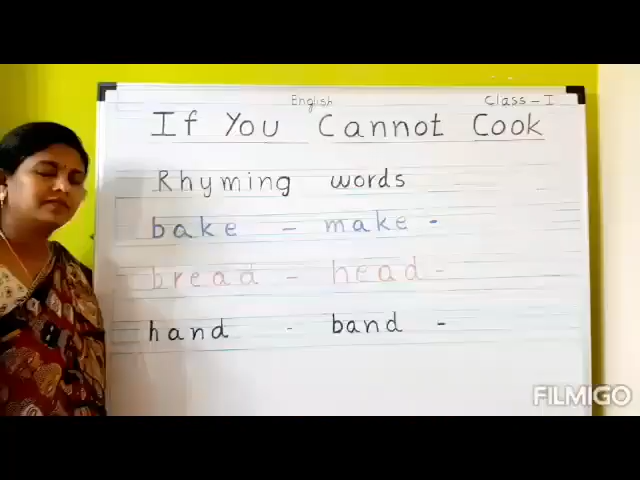 English Class - I
If You Cannot Cook
Rhyming words
bake - make -
bread - head -
hand - band -
FILMIGO